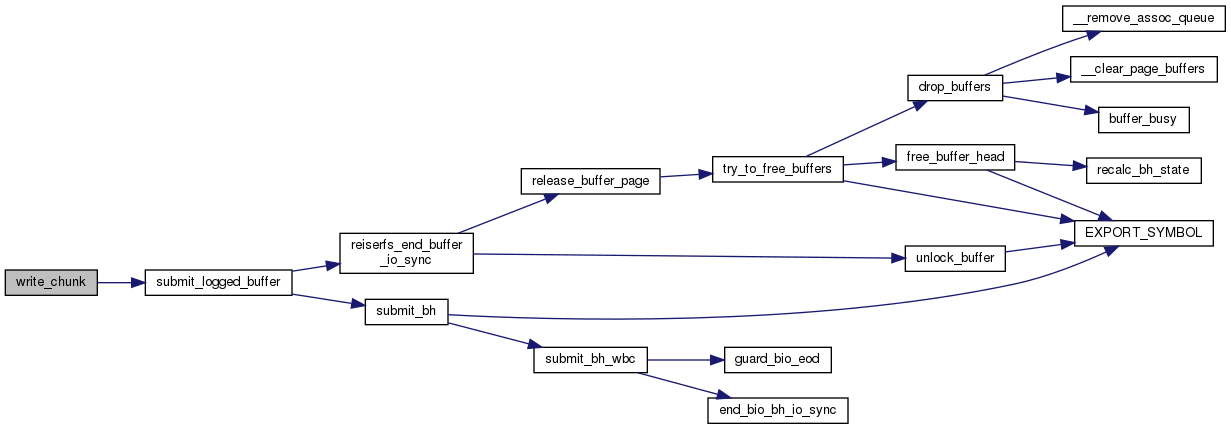 __remove_assoc_queue
__clear_page_buffers
drop_buffers
buffer_busy
free_buffer_head
try_to_free_buffers
recalc_bh_state
release_buffer_page
EXPORT_SYMBOL
reiserfs_end_buffer
_io_sync
unlock_buffer
write_chunk
submit_logged_buffer
submit_bh
submit_bh_wbc
guard_bio_eod
end_bio_bh_io_sync